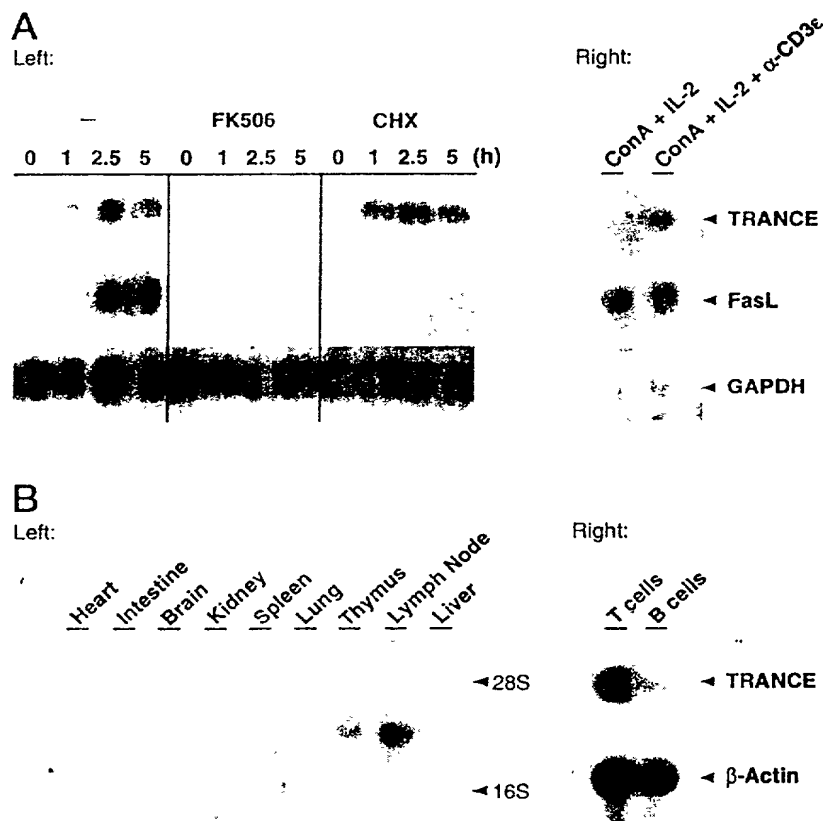 A
Left:
Right:
– FK506 CHX
0 1 2.5 5 0 1 2.5 5 0 1 2.5 5 (h)
ConA + IL-2
ConA + IL-2 + α-CD3ε
TRANCE
FasL
GAPDH
B
Left:
Right:
Heart
Intestine
Brain
Kidney
Spleen
Lung
Thymus
Lymph Node
Liver
T cells
B cells
28S
TRANCE
16S
β-Actin